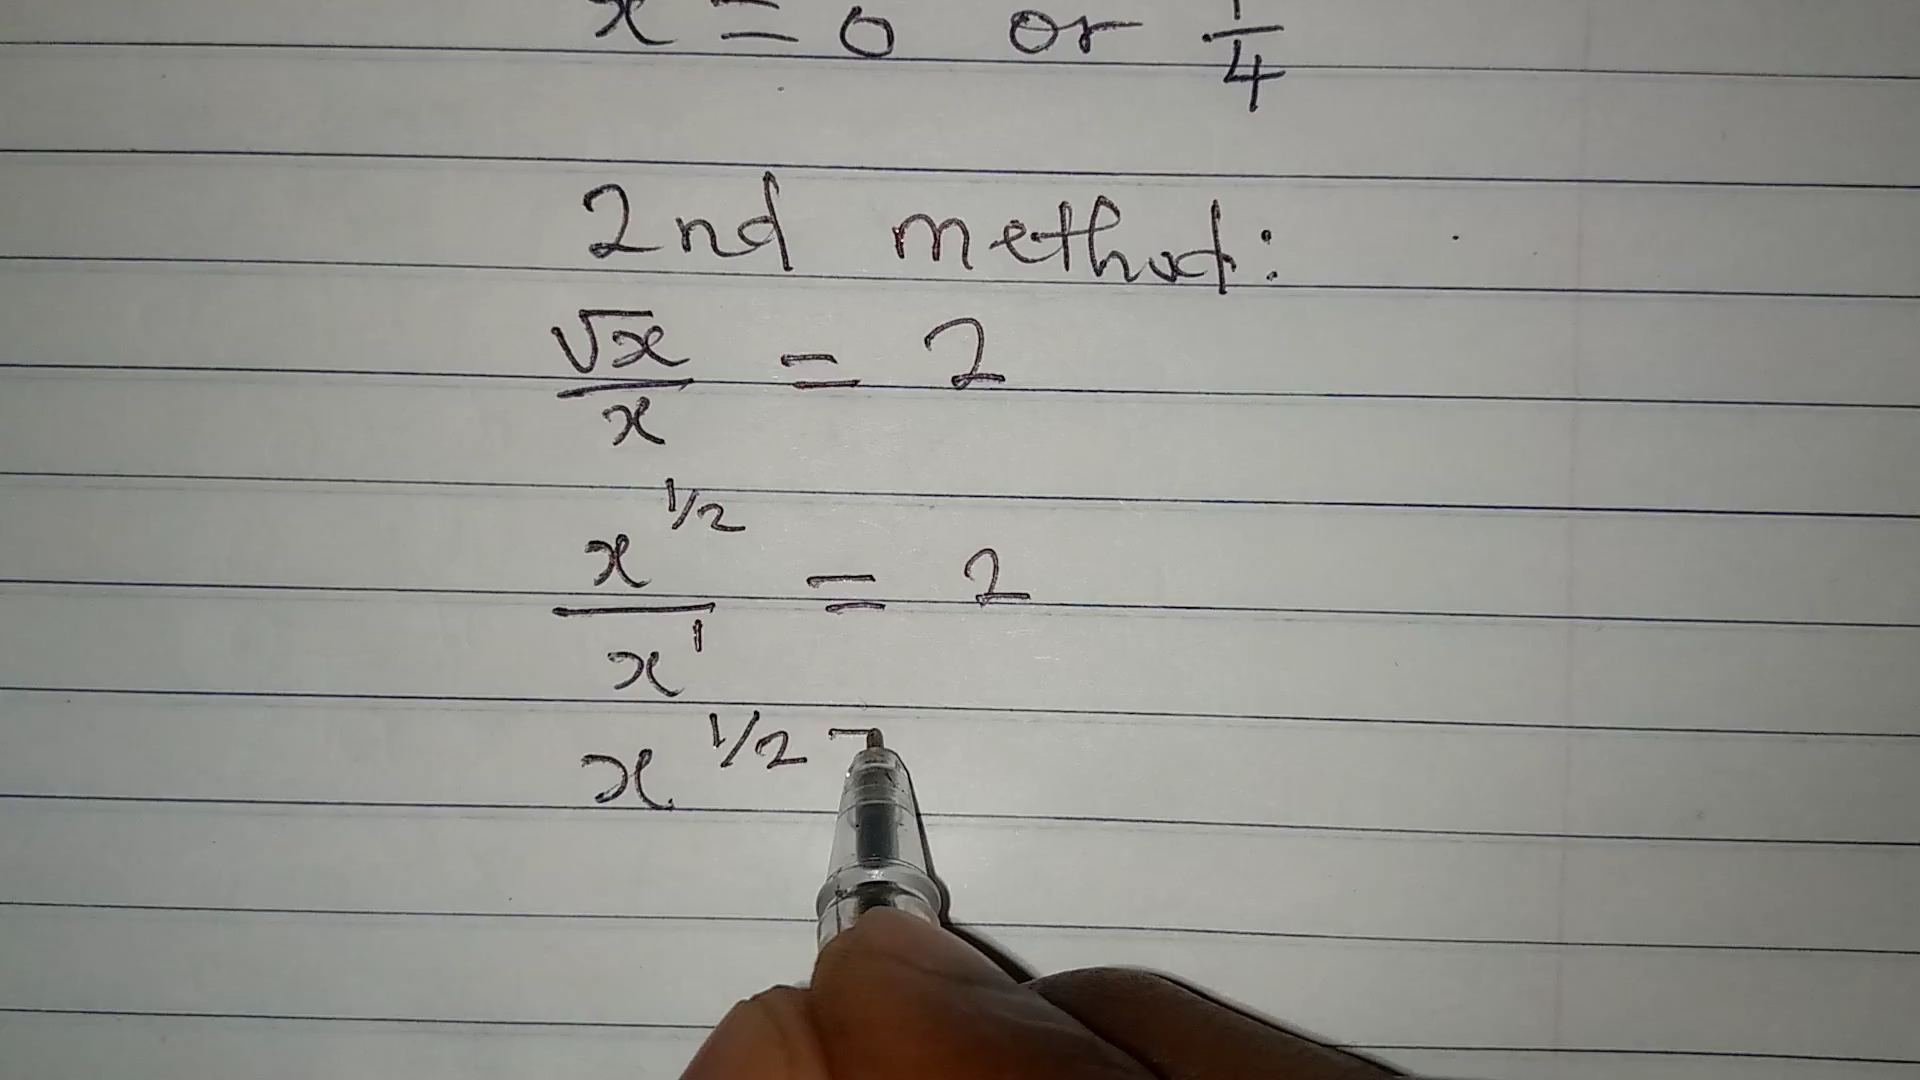 x = 0 or 1/4
2nd method:
√x/x = 2
x^1/2 / x^1 = 2
x^1/2 -